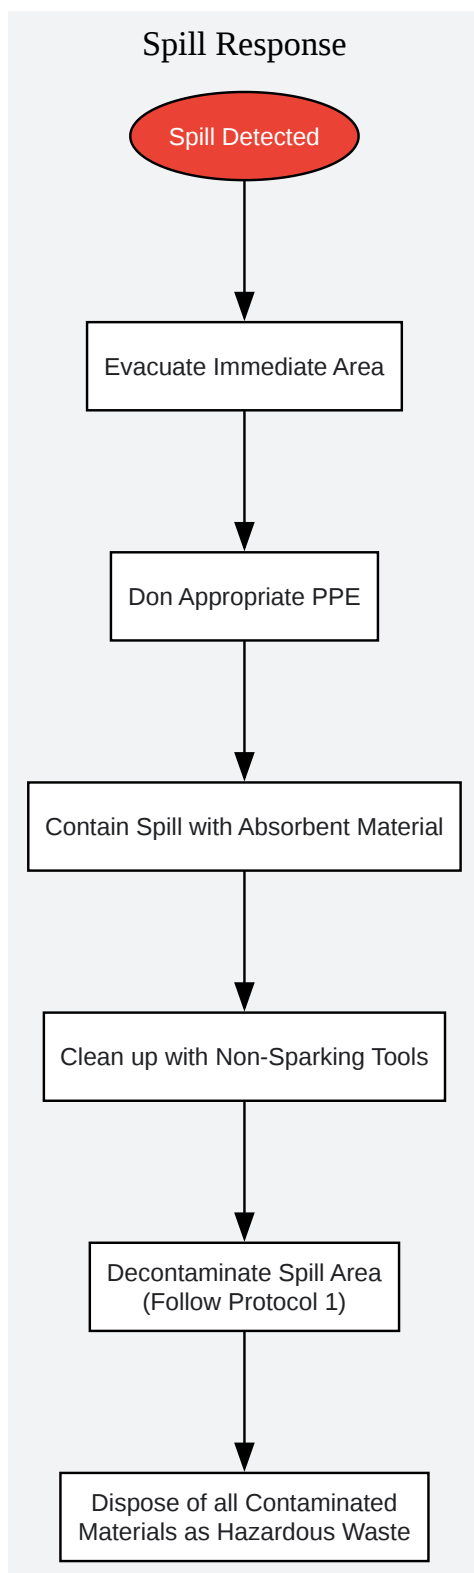 Spill Response
Spill Detected
Evacuate Immediate Area
Don Appropriate PPE
Contain Spill with Absorbent Material
Clean up with Non-Sparking Tools
Decontaminate Spill Area
(Follow Protocol 1)
Dispose of all Contaminated
Materials as Hazardous Waste